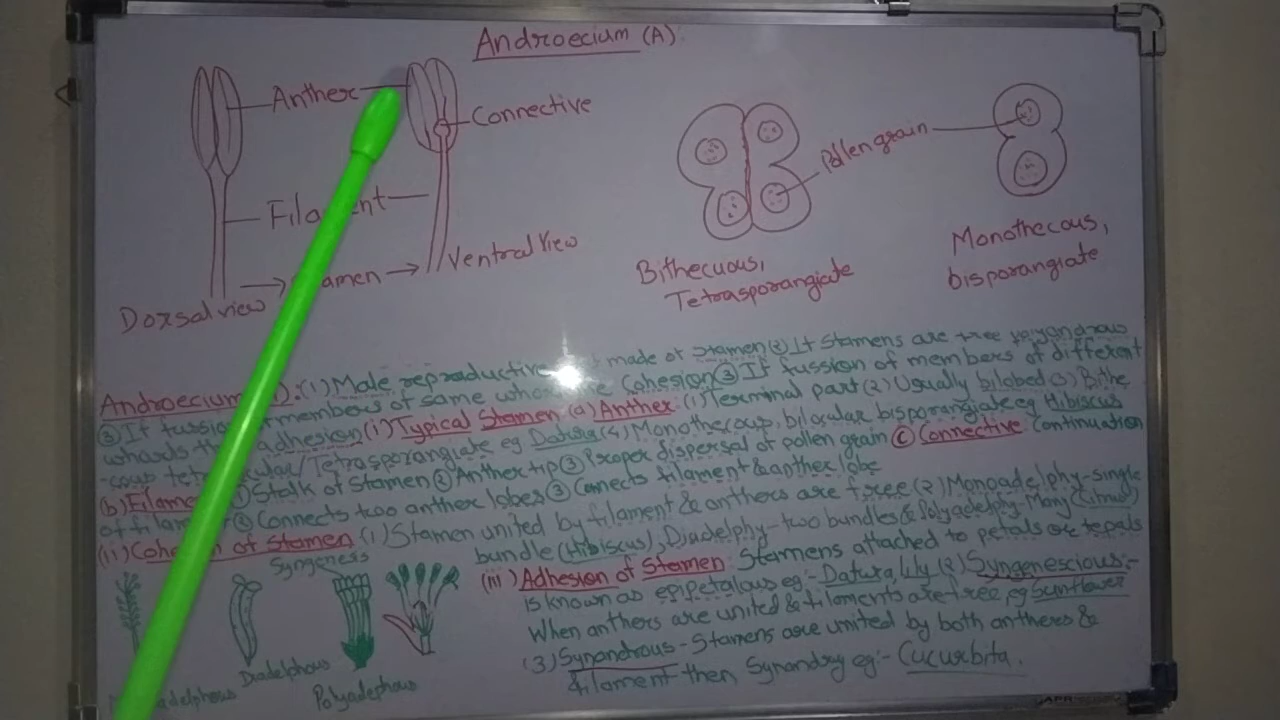 Androecium (A):
Anther
Connective
Filament
Stamen
Dorsal view
Ventral View
Pollen grain
Bithecuous,
Tetrasporangiate
Monothecous,
bisporangiate
Androecium (1) Male reproductive made of stamen (2) If stamens are free polyandrous
(3) If fussion members of same whorls are Cohesion (3) If fussion of members of different
whorls then adhesion (i) Typical Stamen (a) Anther (1) Terminal part (2) Usually bilobed (3) Bithe
-cous tetralocular/Tetrasporangiate eg Datura (4) Monothecous, bilocular bisporangiate eg Hibiscus
(b) Filament (1) Stalk of stamen (2) Anther tip (3) Proper dispersal of pollen grain (c) Connective Continuation
of filament (2) Connects two anther lobes (3) Connects filament & anther lobe
(ii) Cohesion of Stamen (1) Stamen united by filament & anthers are free (2) Monoadelphy-single
bundle (Hibiscus), Diadelphy-two bundles & Polyadelphy-Many (Citrus)
(iii) Adhesion of Stamen Stamens attached to petals or tepals
is known as epipetalous eg:- Datura, lily (2) Syngenescious:-
When anthers are united & filaments are free eg Sunflower
(3) Synandrous - Stamens are united by both anthers &
filament then Synandry eg:- Cucurbita.
Syngeness
Diadelphous
Polyadephous